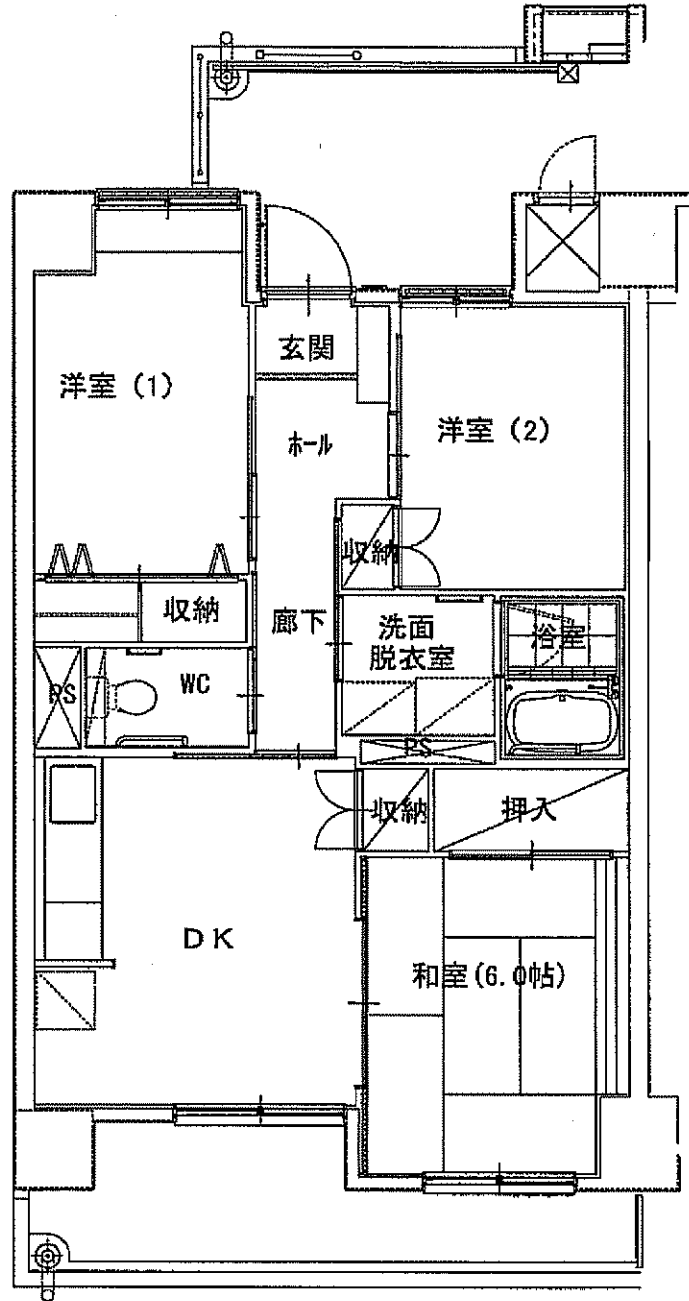 玄関
洋室（1）
ホール
洋室（2）
収納
収納
廊下
洗面
脱衣室
浴室
PS
WC
PS
収納
押入
DK
和室(6.0帖)